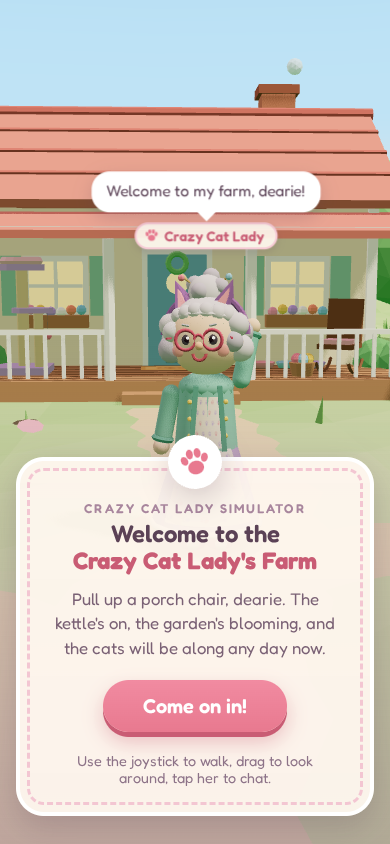 Welcome to my farm, dearie!
Crazy Cat Lady
CRAZY CAT LADY SIMULATOR
Welcome to the
Crazy Cat Lady's Farm
Pull up a porch chair, dearie. The
kettle's on, the garden's blooming, and
the cats will be along any day now.
Come on in!
Use the joystick to walk, drag to look
around, tap her to chat.